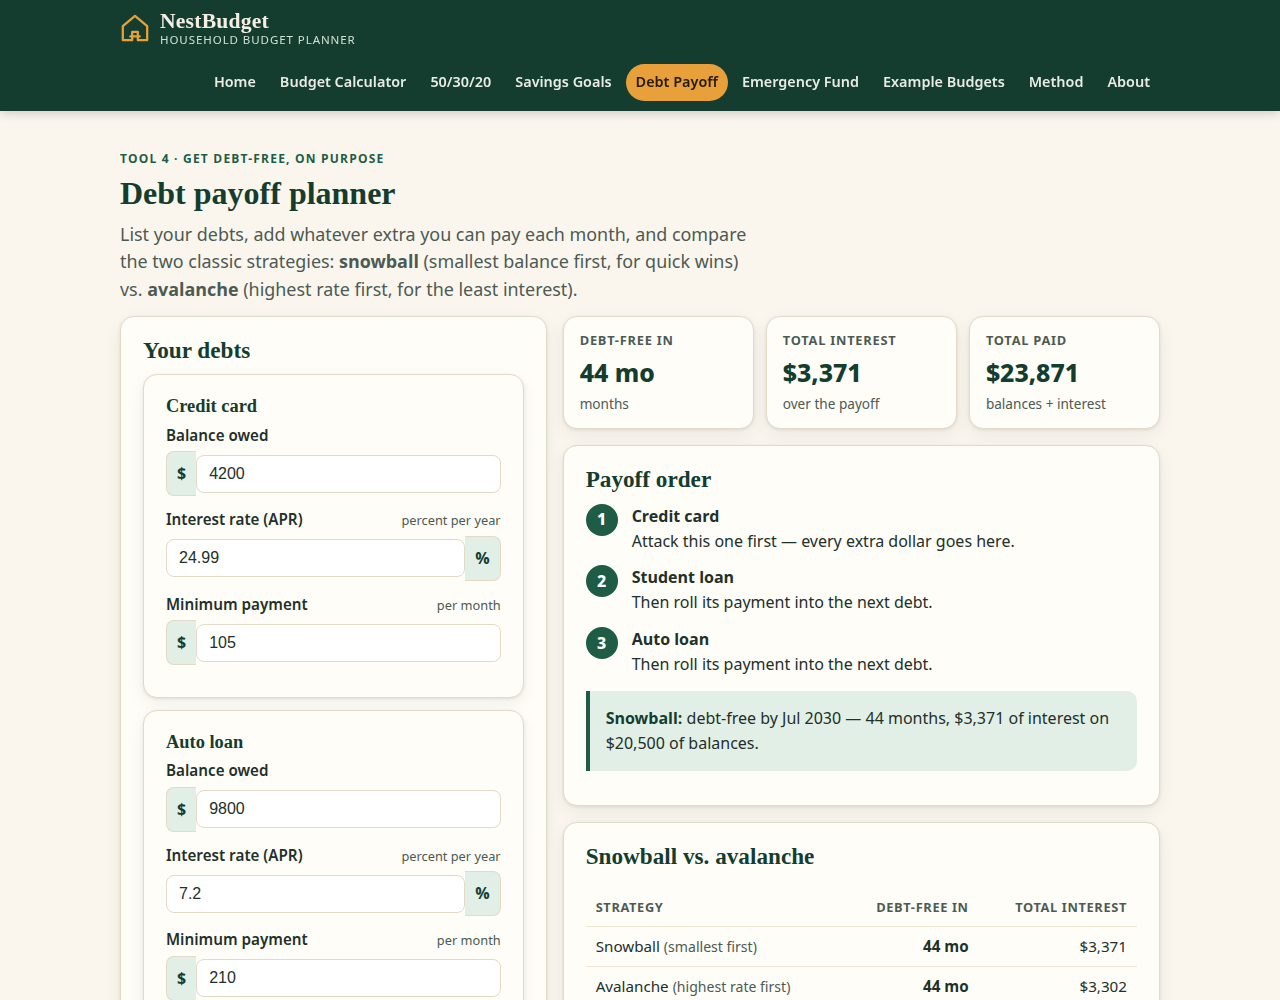 NestBudget
HOUSEHOLD BUDGET PLANNER
Home Budget Calculator 50/30/20 Savings Goals Debt Payoff Emergency Fund Example Budgets Method About
TOOL 4 · GET DEBT-FREE, ON PURPOSE
Debt payoff planner
List your debts, add whatever extra you can pay each month, and compare
the two classic strategies: snowball (smallest balance first, for quick wins)
vs. avalanche (highest rate first, for the least interest).
Your debts
Credit card
Balance owed
$ 4200
Interest rate (APR) percent per year
24.99 %
Minimum payment per month
$ 105
Auto loan
Balance owed
$ 9800
Interest rate (APR) percent per year
7.2 %
Minimum payment per month
$ 210
DEBT-FREE IN
44 mo
months
TOTAL INTEREST
$3,371
over the payoff
TOTAL PAID
$23,871
balances + interest
Payoff order
1 Credit card
Attack this one first — every extra dollar goes here.
2 Student loan
Then roll its payment into the next debt.
3 Auto loan
Then roll its payment into the next debt.
Snowball: debt-free by Jul 2030 — 44 months, $3,371 of interest on
$20,500 of balances.
Snowball vs. avalanche
STRATEGY DEBT-FREE IN TOTAL INTEREST
Snowball (smallest first) 44 mo $3,371
Avalanche (highest rate first) 44 mo $3,302